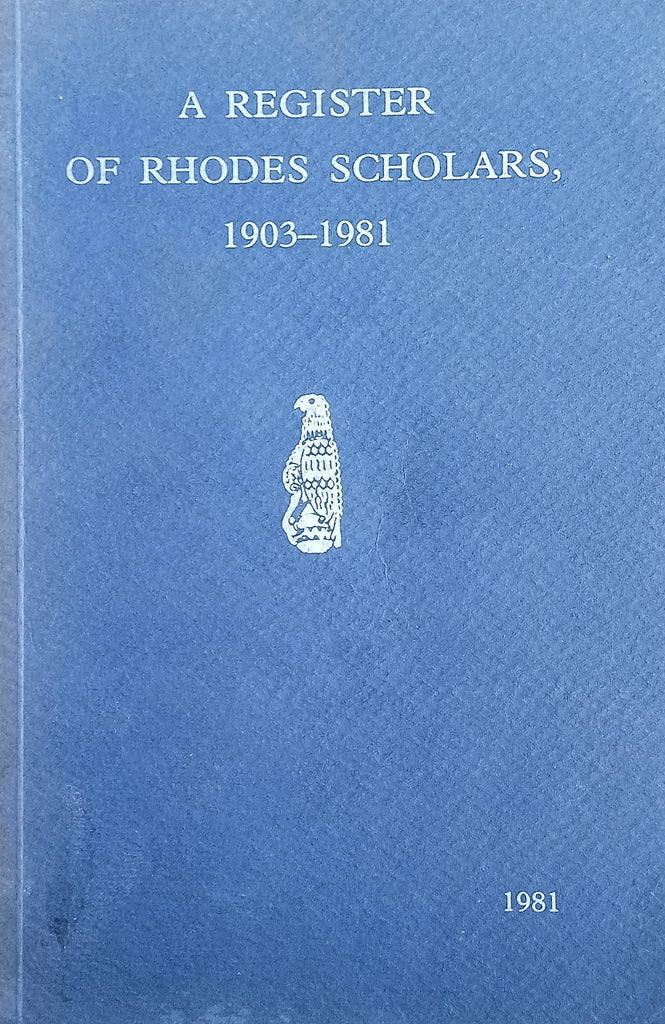 A REGISTER
OF RHODES SCHOLARS,
1903–1981
1981